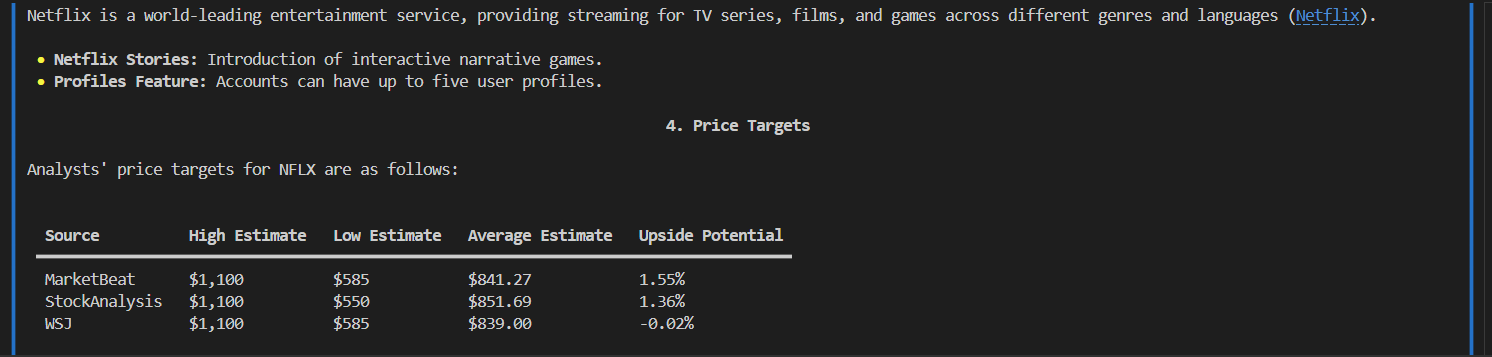 Netflix is a world-leading entertainment service, providing streaming for TV series, films, and games across different genres and languages (Netflix).
• Netflix Stories: Introduction of interactive narrative games.
• Profiles Feature: Accounts can have up to five user profiles.
4. Price Targets
Analysts' price targets for NFLX are as follows:
Source High Estimate Low Estimate Average Estimate Upside Potential
MarketBeat $1,100 $585 $841.27 1.55%
StockAnalysis $1,100 $550 $851.69 1.36%
WSJ $1,100 $585 $839.00 -0.02%